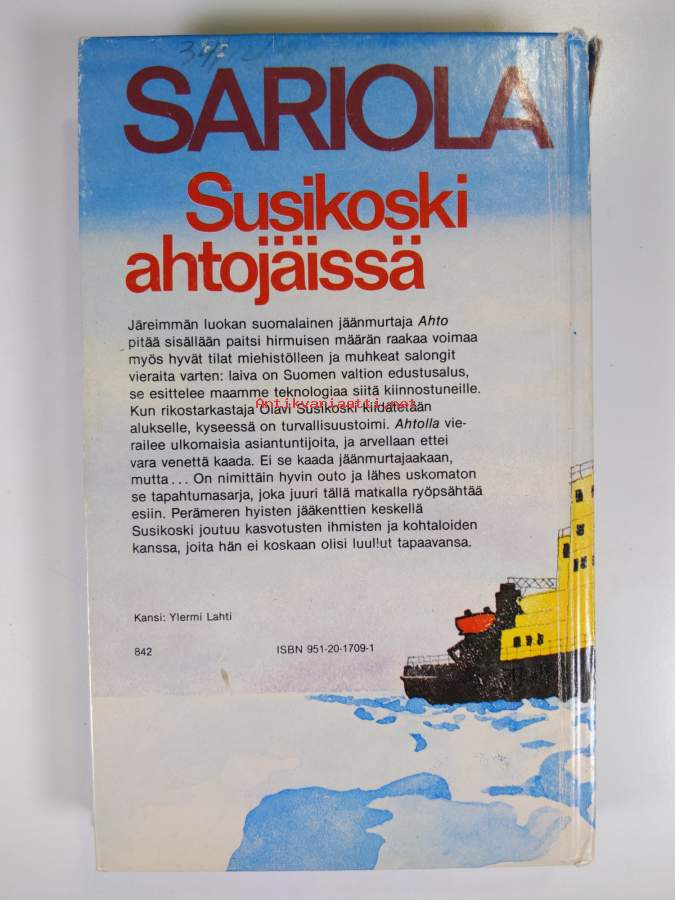 SARIOLA
Susikoski
ahtojäissä
Järeimmän luokan suomalainen jäänmurtaja Ahto
pitää sisällään paitsi hirmuisen määrän raakaa voimaa
myös hyvät tilat miehistölleen ja muhkeat salongit
vieraita varten: laiva on Suomen valtion edustusalus,
se esittelee maamme teknologiaa siitä kiinnostuneille.
Antikvariaatti.net
Kun rikostarkastaja Olavi Susikoski kiidätetään
alukselle, kyseessä on turvallisuustoimi. Ahtolla vie-
railee ulkomaisia asiantuntijoita, ja arvellaan ettei
vara venettä kaada. Ei se kaada jäänmurtajaakaan,
mutta... On nimittäin hyvin outo ja lähes uskomaton
se tapahtumasarja, joka juuri tällä matkalla ryöpsähtää
esiin. Perämeren hyisten jääkenttien keskellä
Susikoski joutuu kasvotusten ihmisten ja kohtaloiden
kanssa, joita hän ei koskaan olisi luullut tapaavansa.
Kansi: Ylermi Lahti
842 ISBN 951-20-1709-1